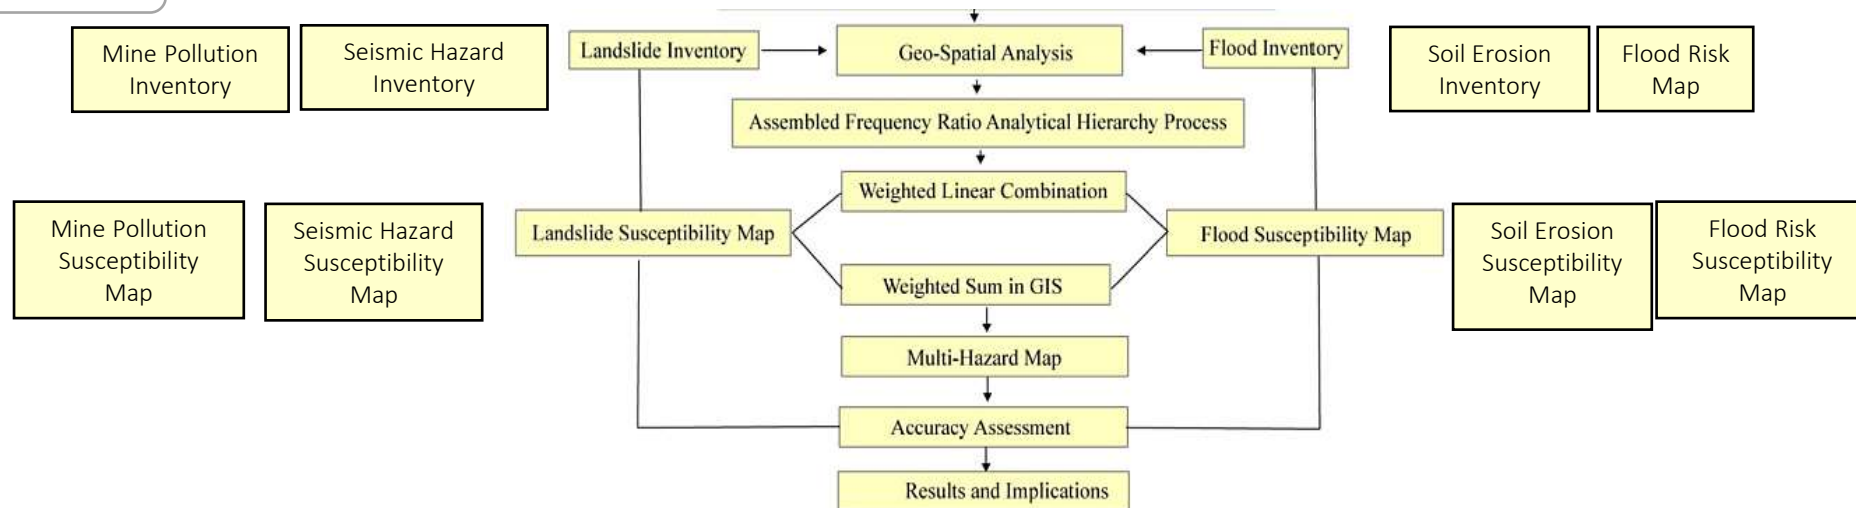 Mine Pollution
Inventory
Seismic Hazard
Inventory
Landslide Inventory
Geo-Spatial Analysis
Flood Inventory
Soil Erosion
Inventory
Flood Risk
Map
Assembled Frequency Ratio Analytical Hierarchy Process
Weighted Linear Combination
Mine Pollution
Susceptibility
Map
Seismic Hazard
Susceptibility
Map
Landslide Susceptibility Map
Flood Susceptibility Map
Soil Erosion
Susceptibility
Map
Flood Risk
Susceptibility
Map
Weighted Sum in GIS
Multi-Hazard Map
Accuracy Assessment
Results and Implications